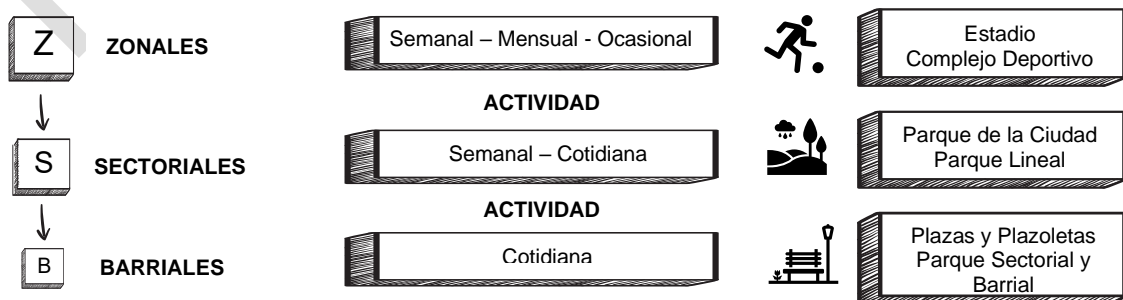 Z
ZONALES
Semanal – Mensual - Ocasional
Estadio
Complejo Deportivo
ACTIVIDAD
S
SECTORIALES
Semanal – Cotidiana
Parque de la Ciudad
Parque Lineal
ACTIVIDAD
B
BARRIALES
Cotidiana
Plazas y Plazoletas
Parque Sectorial y
Barrial